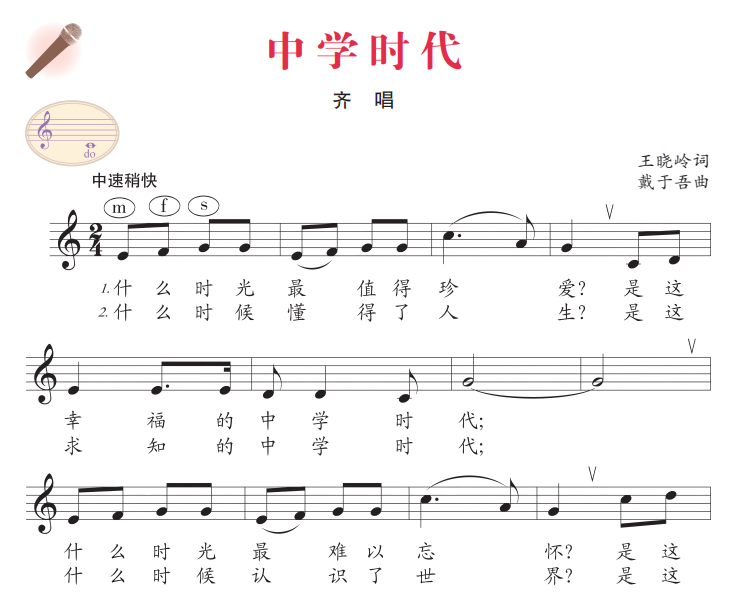 中学时代
齐 唱
do
王晓岭词
戴于吾曲
中速稍快
m f s
2
4
1. 什 么 时 光 最 值 得 珍 爱? 是 这
2. 什 么 时 候 懂 得 了 人 生? 是 这
幸 福 的 中 学 时 代;
求 知 的 中 学 时 代;
什 么 时 光 最 难 以 忘 怀? 是 这
什 么 时 候 认 识 了 世 界? 是 这